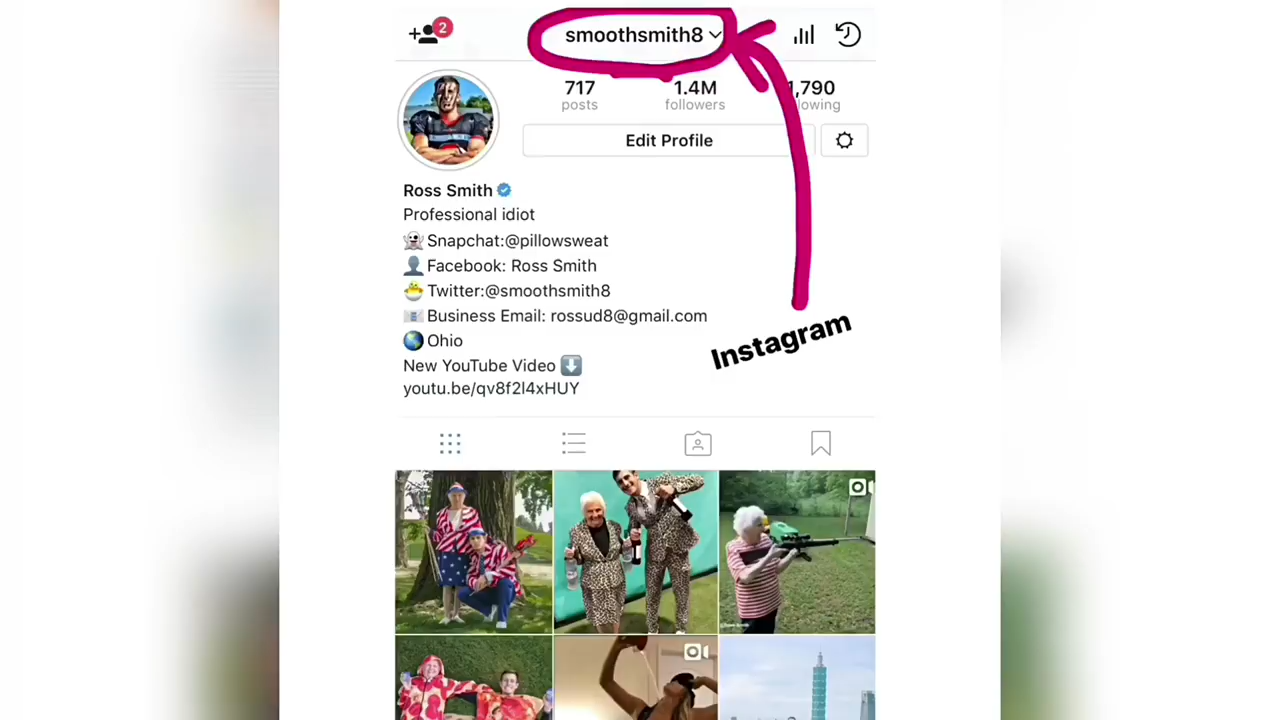 2
smoothsmith8
717
1.4M
1,790
posts
followers
Edit Profile
Ross Smith
Professional idiot
Snapchat:@pillowsweat
Facebook: Ross Smith
Twitter:@smoothsmith8
Business Email: rossud8@gmail.com
Ohio
New YouTube Video
youtu.be/qv8f2l4xHUY
Instagram